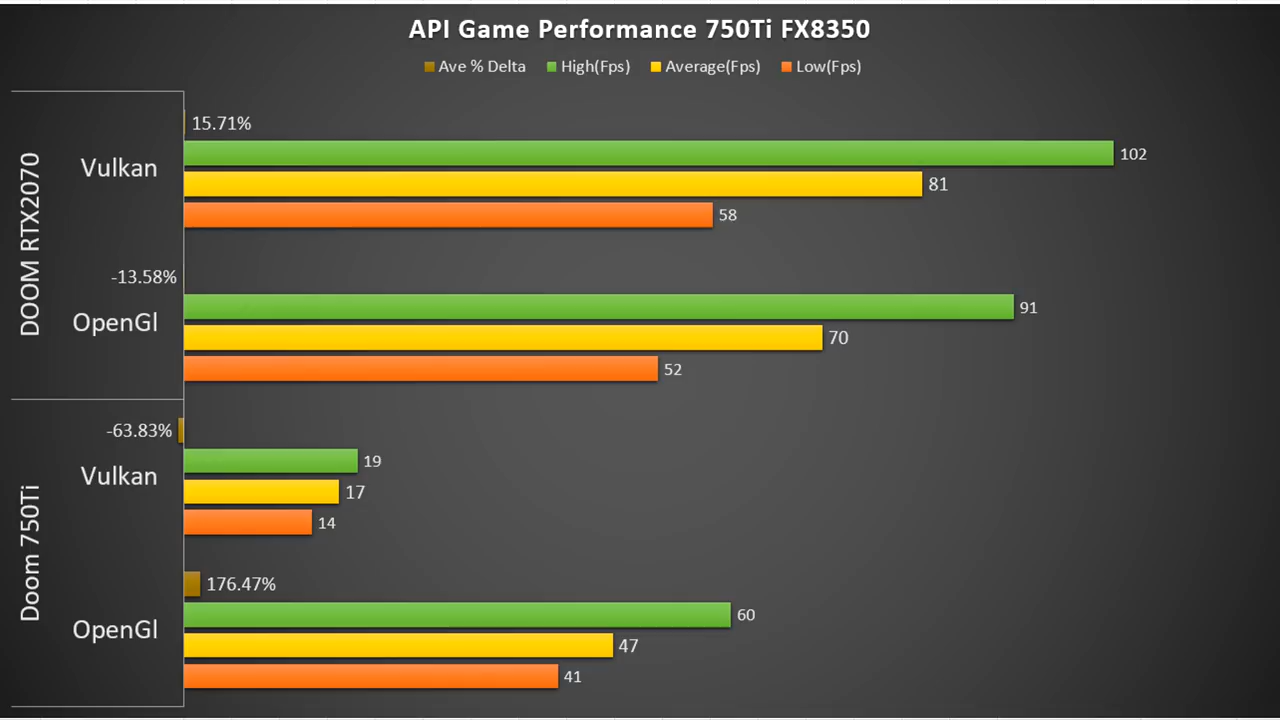 API Game Performance 750Ti FX8350
Ave % Delta High(Fps) Average(Fps) Low(Fps)
DOOM RTX2070
Vulkan
15.71%
102
81
58
OpenGl
-13.58%
91
70
52
Doom 750Ti
Vulkan
-63.83%
19
17
14
OpenGl
176.47%
60
47
41